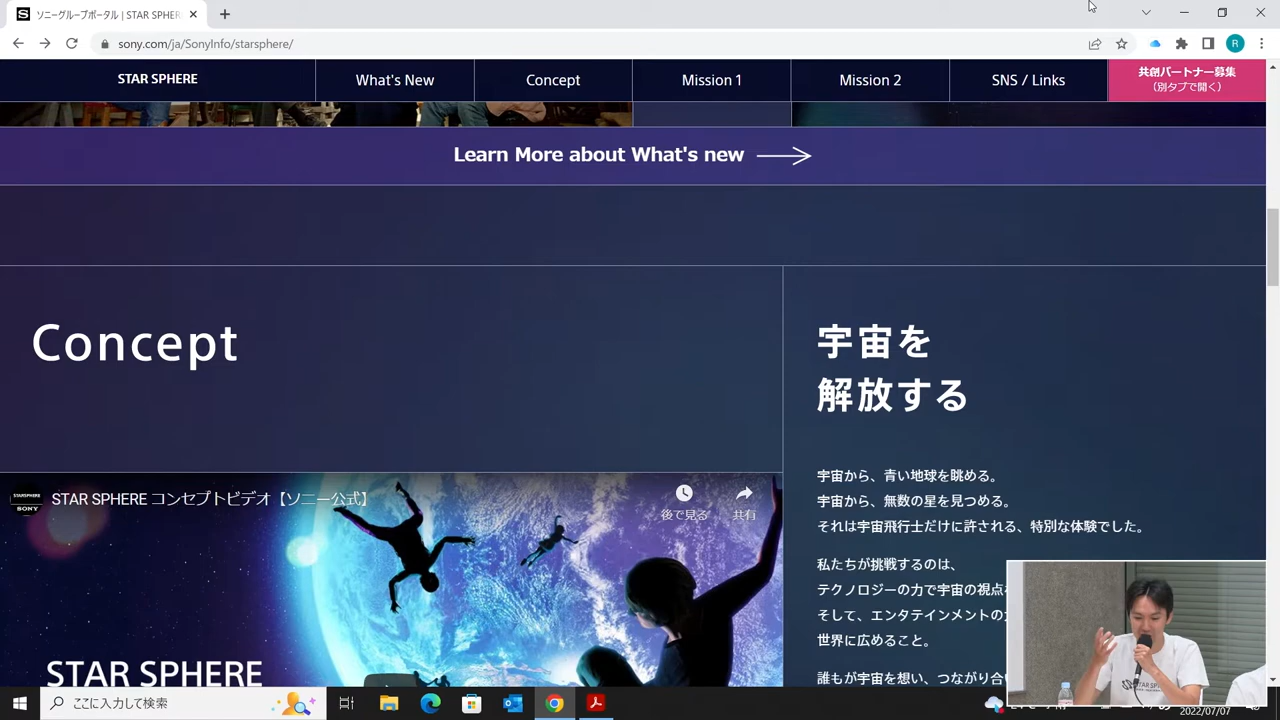 ソニーグループポータル | STAR SPHER
sony.com/ja/SonyInfo/starsphere/
R
STAR SPHERE
What's New
Concept
Mission 1
Mission 2
SNS / Links
共創パートナー募集
（別タブで開く）
Learn More about What's new
Concept
宇宙を
解放する
STARSPHERE
SONY
STAR SPHERE コンセプトビデオ【ソニー公式】
後で見る
共有
宇宙から、青い地球を眺める。
宇宙から、無数の星を見つめる。
それは宇宙飛行士だけに許される、特別な体験でした。
私たちが挑戦するのは、
テクノロジーの力で宇宙の視点
そして、エンタテインメントの
世界に広めること。
誰もが宇宙を想い、つながり合い
STAR SPHERE
STAR SP
ここに入力して検索
2022/07/07